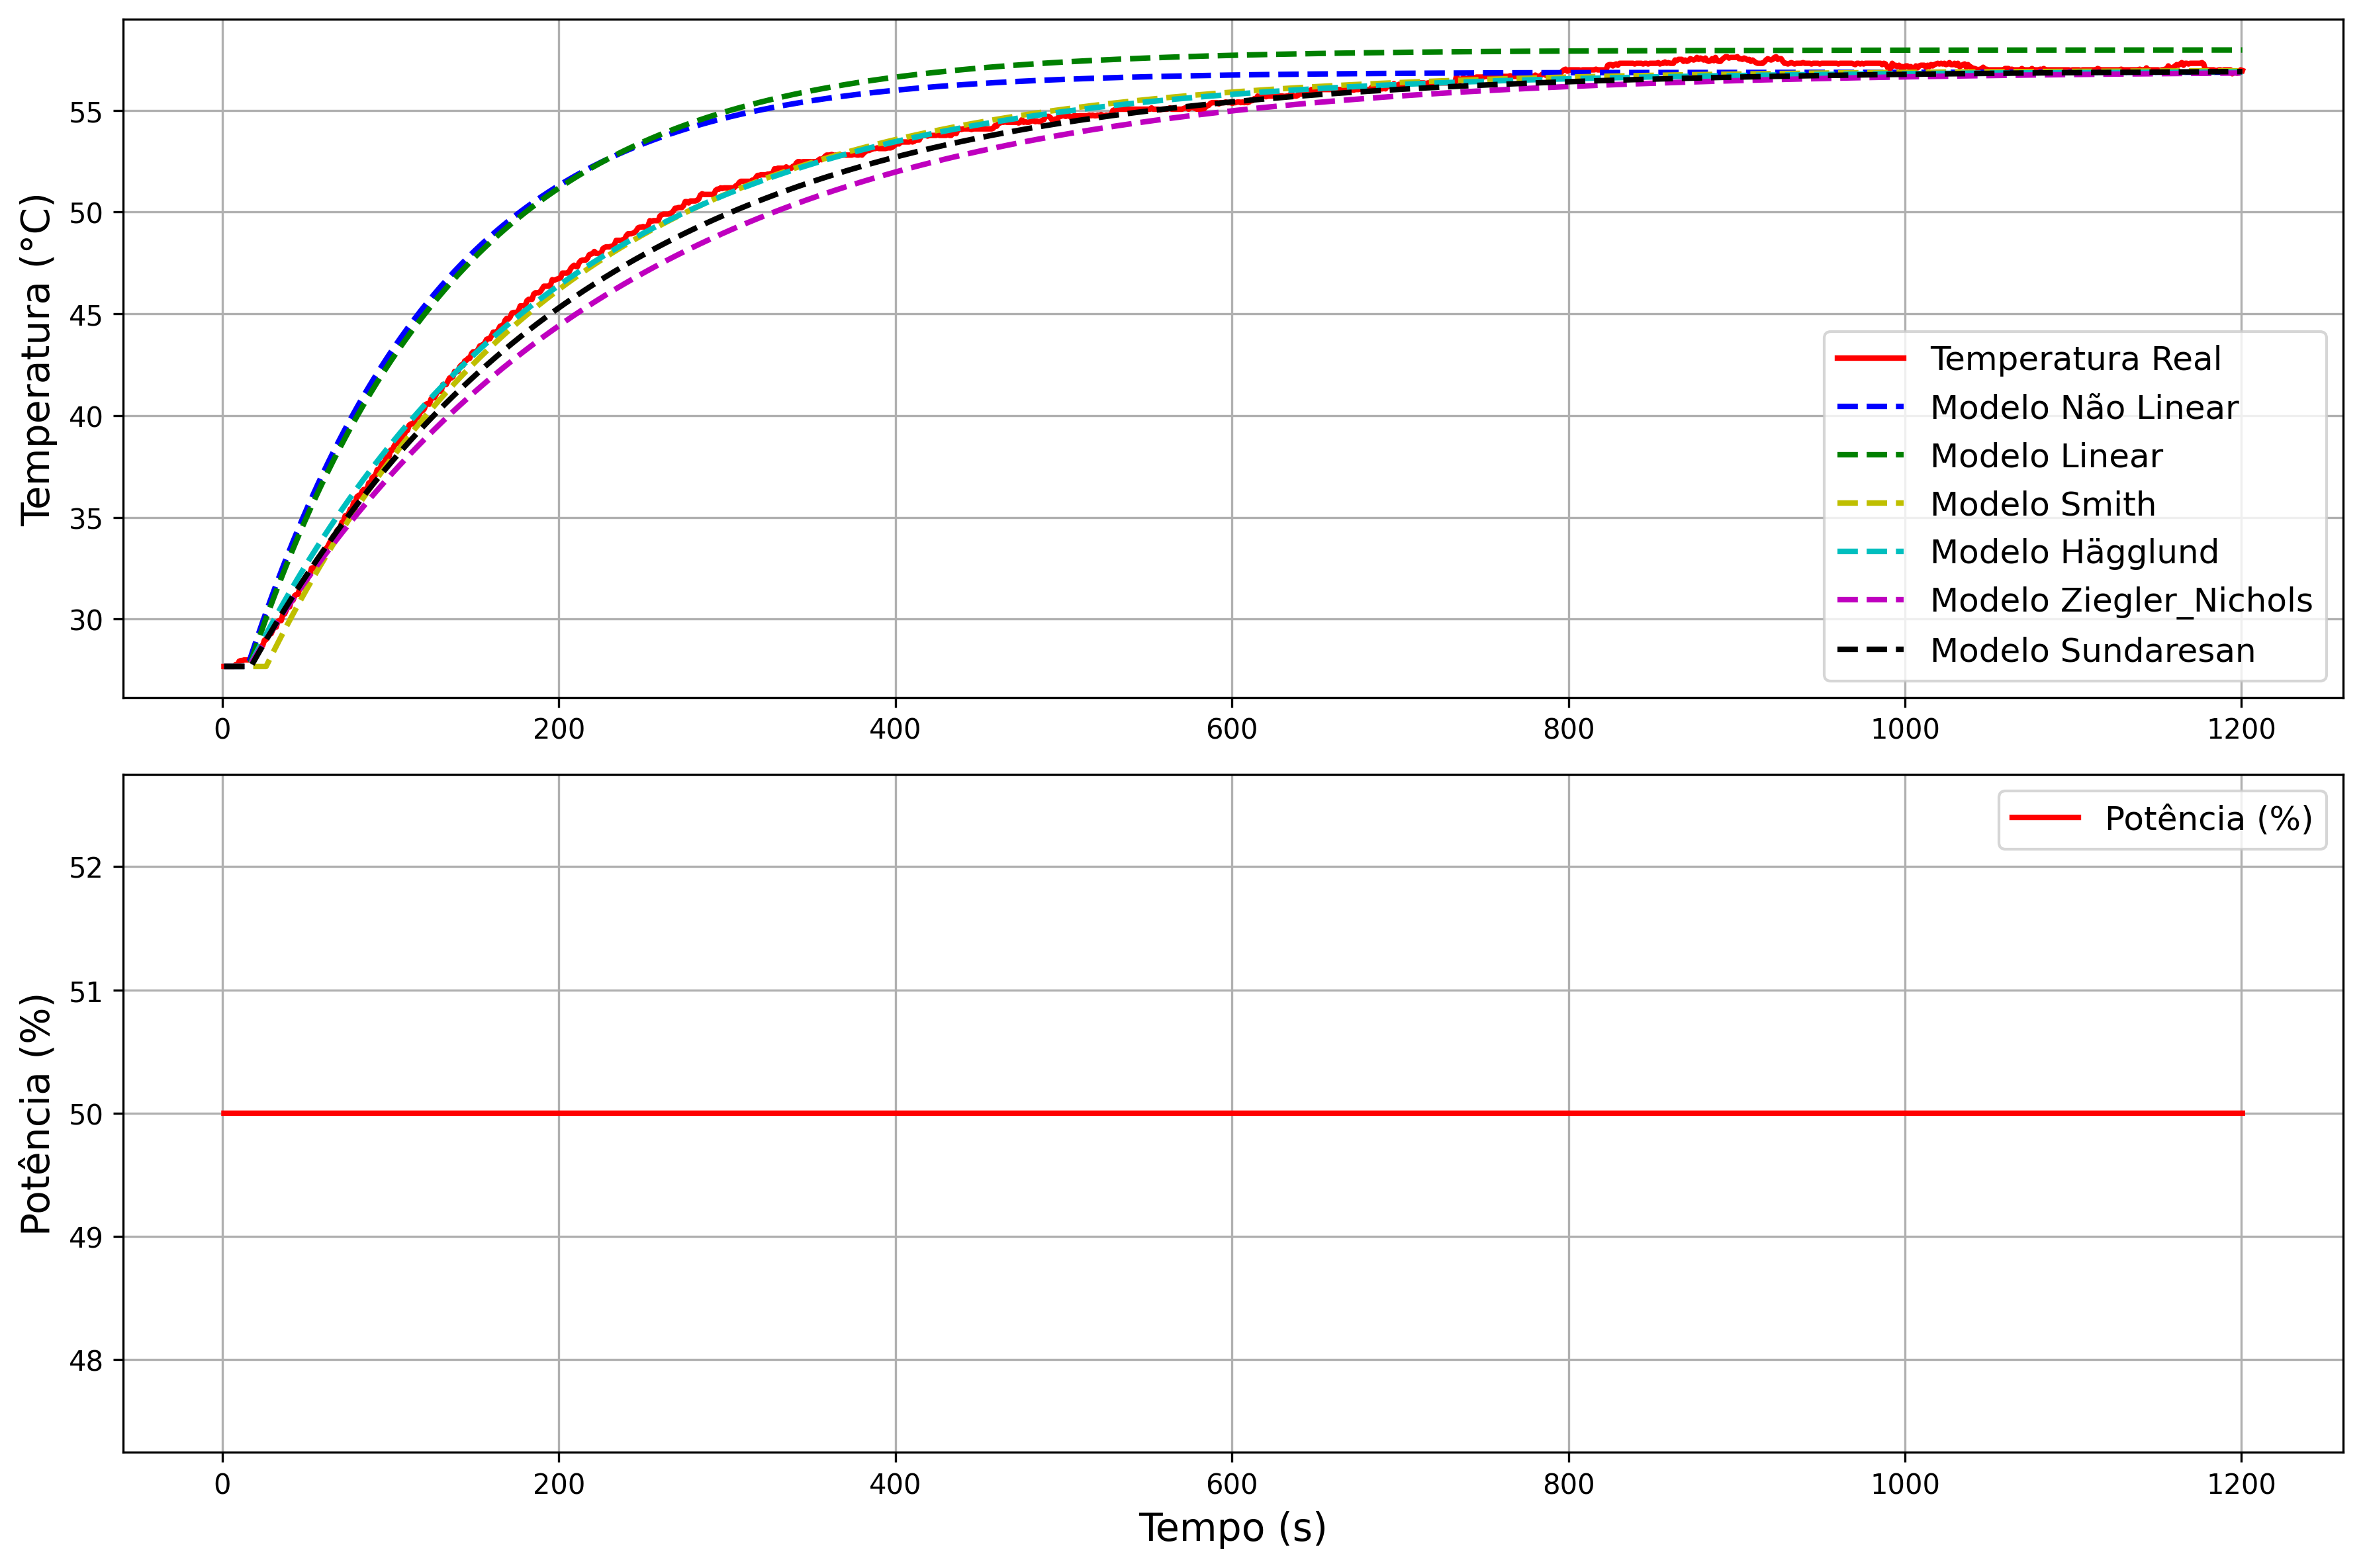 Temperatura (°C)
55
50
45
40
35
30
Temperatura Real
Modelo Não Linear
Modelo Linear
Modelo Smith
Modelo Hägglund
Modelo Ziegler_Nichols
Modelo Sundaresan
0 200 400 600 800 1000 1200
Potência (%)
52
51
50
49
48
Potência (%)
0 200 400 600 800 1000 1200
Tempo (s)